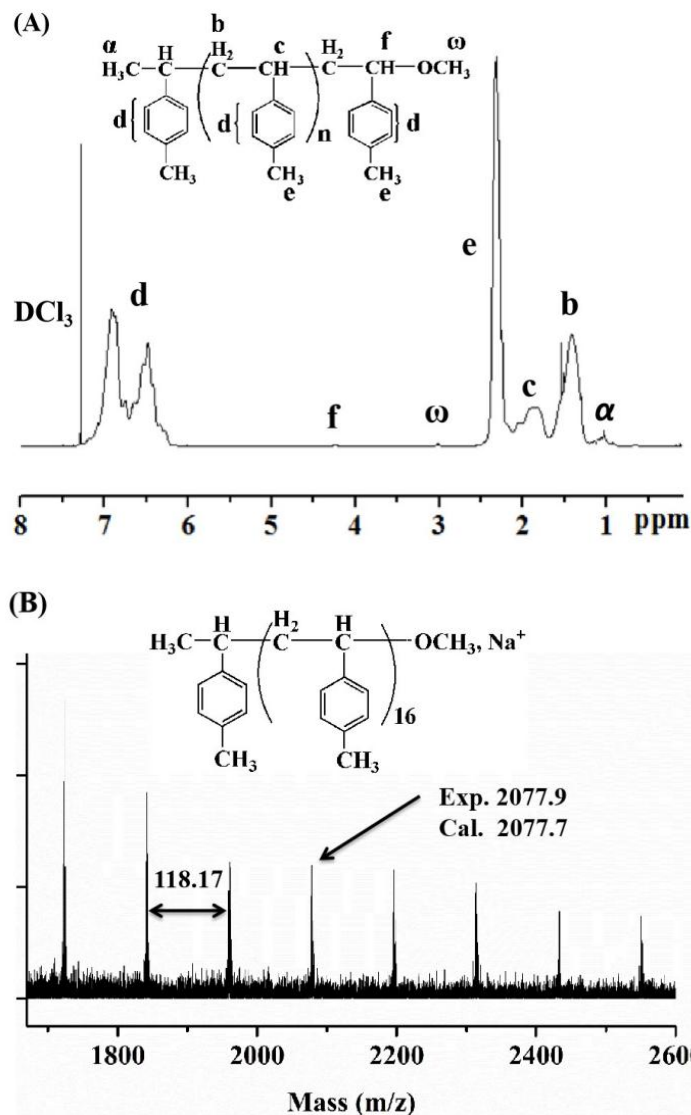 (A)
b
α H H₂ c H₂ f ω
H₃C C C CH C CH OCH₃
d d n d
CH₃ CH₃ CH₃
e e
e
DCl₃ d b
c
f ω α
8 7 6 5 4 3 2 1 ppm
(B)
H H₂ H
H₃C C C C OCH₃, Na⁺
16
CH₃ CH₃
Exp. 2077.9
Cal. 2077.7
118.17
1800 2000 2200 2400 260
Mass (m/z)